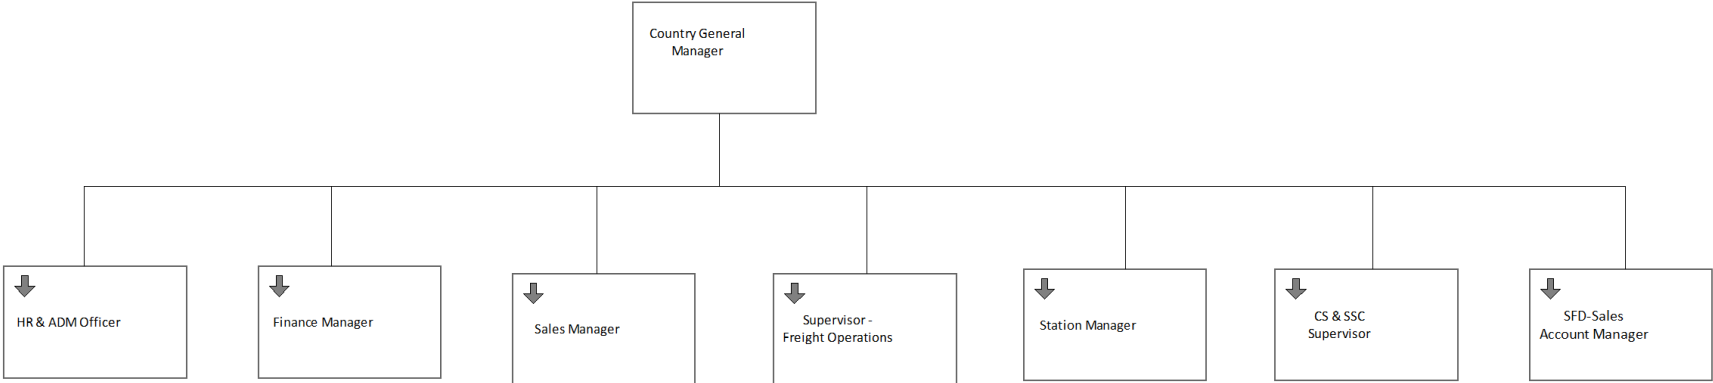 Country General
Manager
HR & ADM Officer
Finance Manager
Sales Manager
Supervisor -
Freight Operations
Station Manager
CS & SSC
Supervisor
SFD-Sales
Account Manager